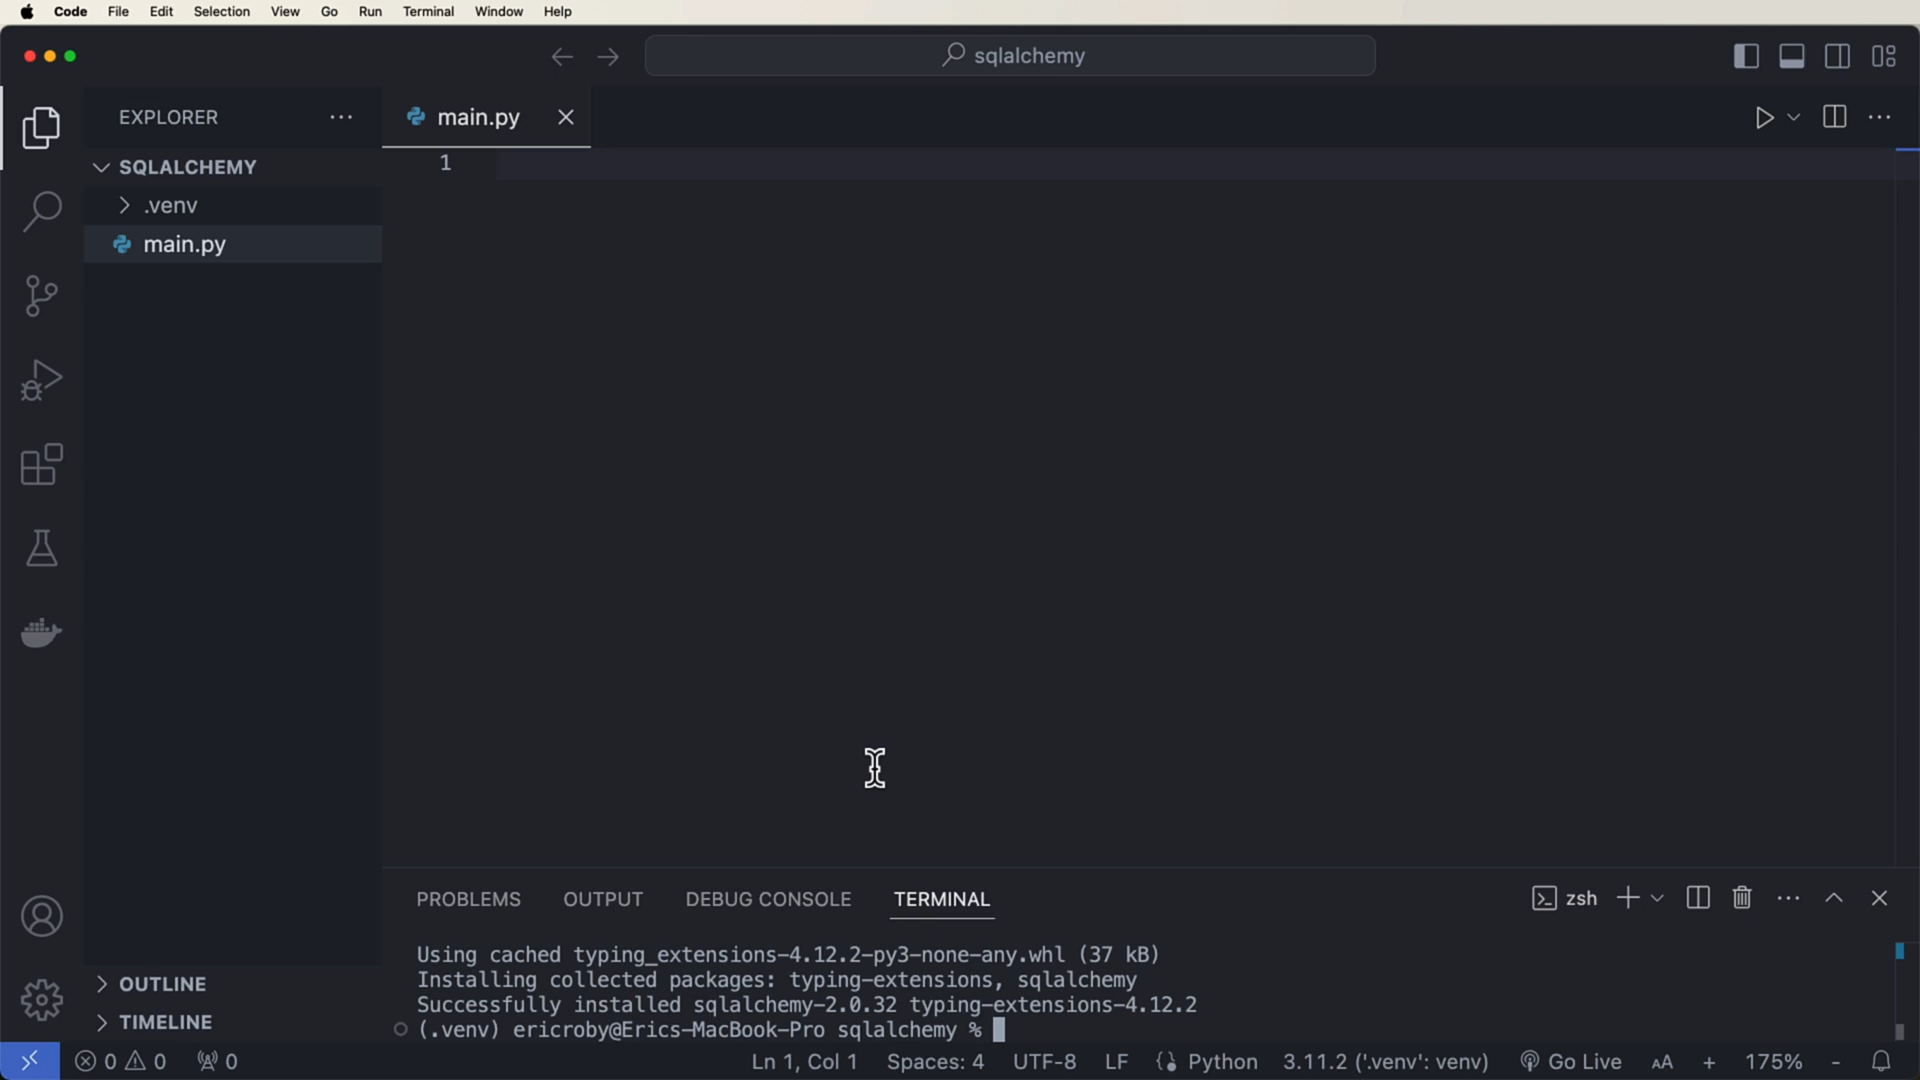 Code File Edit Selection View Go Run Terminal Window Help
sqlalchemy
EXPLORER
main.py
SQLALCHEMY
1
.venv
main.py
PROBLEMS OUTPUT DEBUG CONSOLE TERMINAL
zsh
Using cached typing_extensions-4.12.2-py3-none-any.whl (37 kB)
Installing collected packages: typing-extensions, sqlalchemy
Successfully installed sqlalchemy-2.0.32 typing-extensions-4.12.2
(.venv) ericroby@Erics-MacBook-Pro sqlalchemy %
OUTLINE
TIMELINE
0 0 0 Ln 1, Col 1 Spaces: 4 UTF-8 LF Python 3.11.2 ('.venv': venv) Go Live AA + 175% -